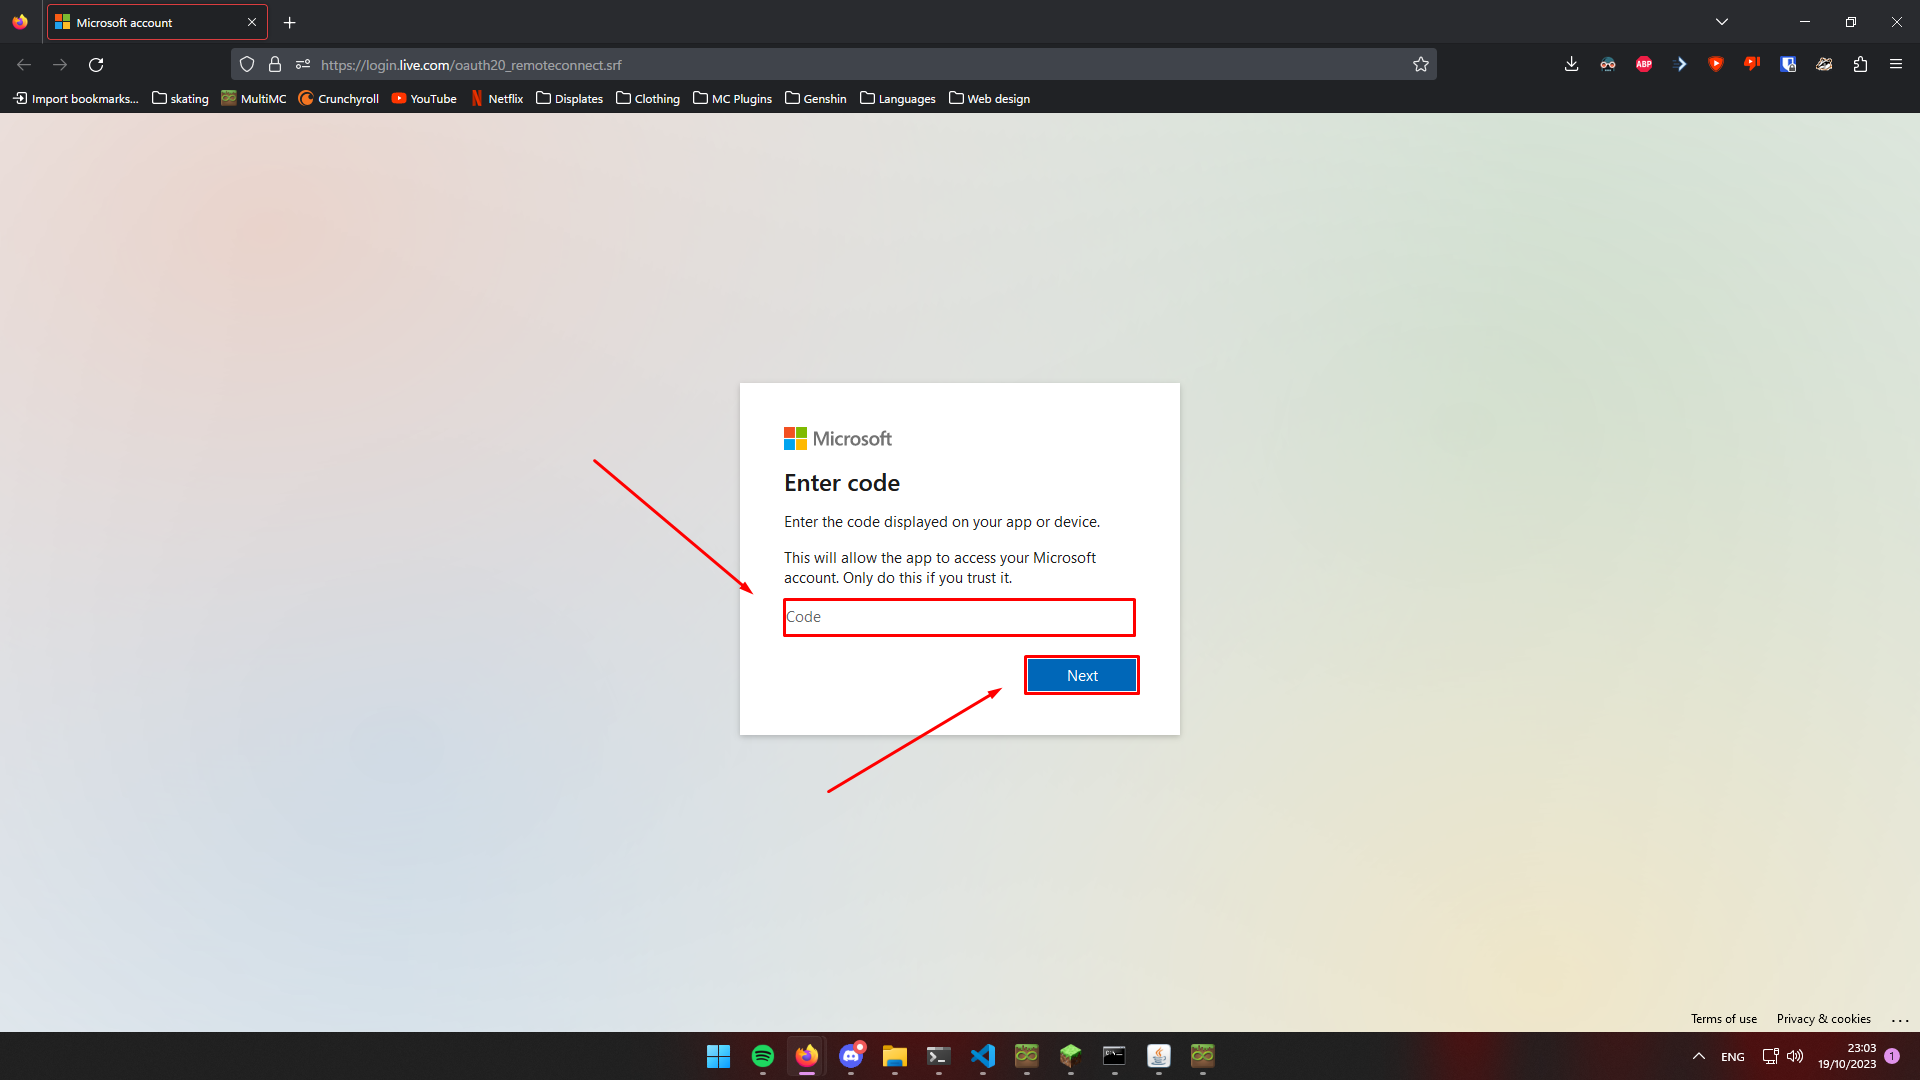 Microsoft account
https://login.live.com/oauth20_remoteconnect.srf
ABP
Import bookmarks... skating MultiMC Crunchyroll YouTube Netflix Displates Clothing MC Plugins Genshin Languages Web design
Microsoft
Enter code
Enter the code displayed on your app or device.
This will allow the app to access your Microsoft
account. Only do this if you trust it.
Code
Next
Terms of use Privacy & cookies ...
ENG 23:03 1
19/10/2023